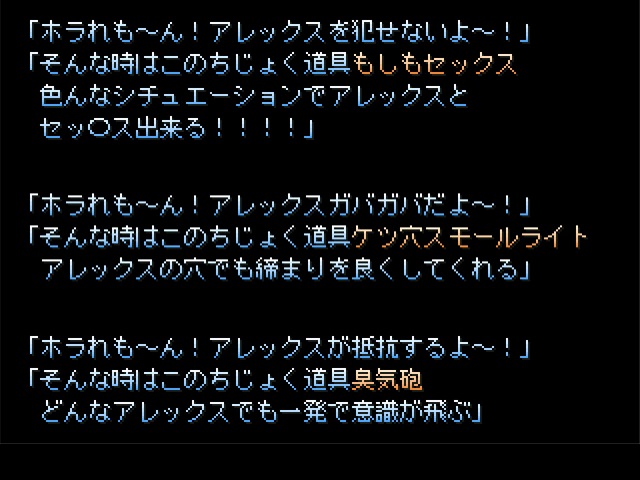 「ホラれも～ん！アレックスを犯せないよ～！」
「そんな時はこのちじょく道具もしもセックス
色んなシチュエーションでアレックスと
セッ〇ス出来る！！！！」
「ホラれも～ん！アレックスガバガバだよ～！」
「そんな時はこのちじょく道具ケツ穴スモールライト
アレックスの穴でも締まりを良くしてくれる」
「ホラれも～ん！アレックスが抵抗するよ～！」
「そんな時はこのちじょく道具臭気砲
どんなアレックスでも一発で意識が飛ぶ」